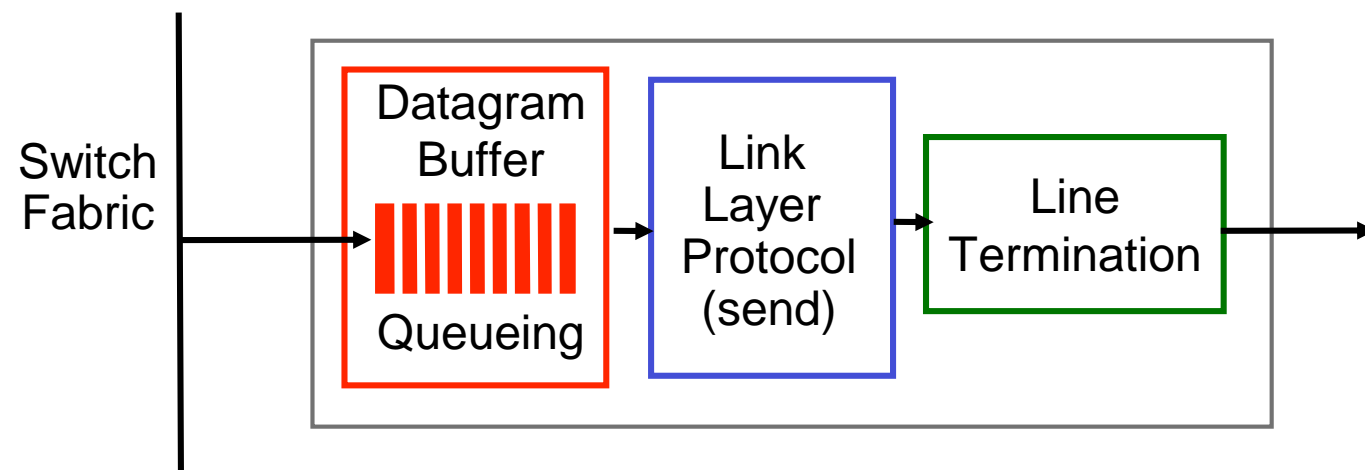 Switch
Fabric
Datagram
Buffer
Queueing
Link
Layer
Protocol
(send)
Line
Termination